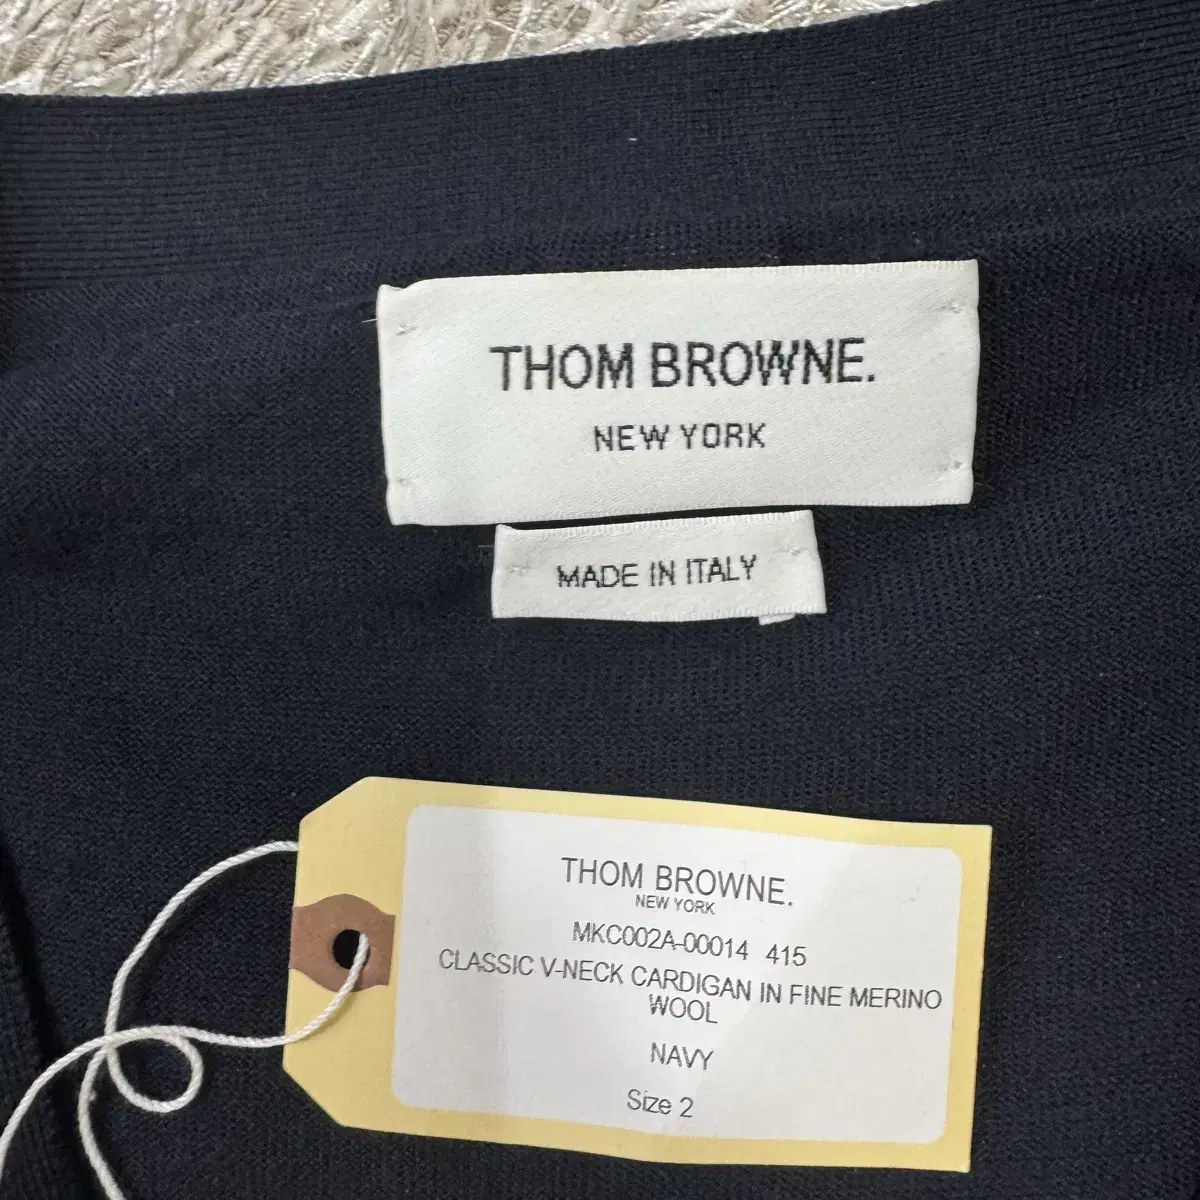 THOM BROWNE.
NEW YORK
MADE IN ITALY
THOM BROWNE.
NEW YORK
MKC002A-00014 415
CLASSIC V-NECK CARDIGAN IN FINE MERINO
WOOL
NAVY
Size 2